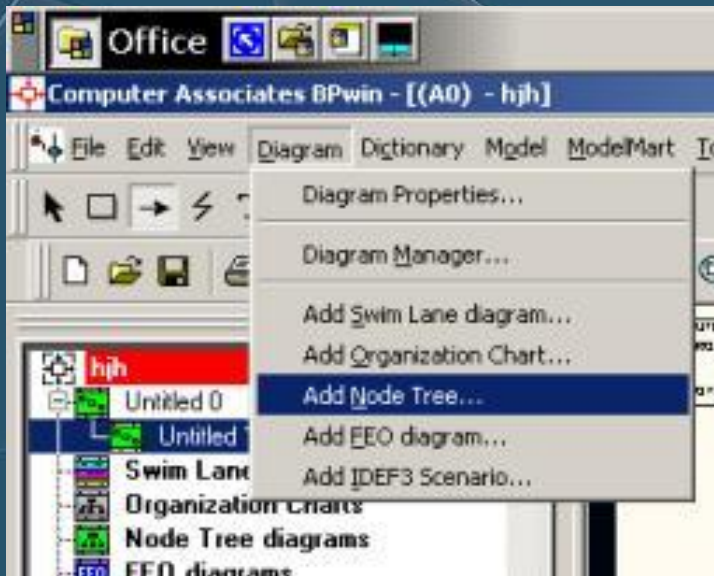 Office
Computer Associates BPwin - [(A0) - hjh]
File Edit View Diagram Dictionary Model ModelMart
Diagram Properties...
Diagram Manager...
Add Swim Lane diagram...
Add Organization Chart...
Add Node Tree...
Add FEO diagram...
Add IDEF3 Scenario...
hjh
Untitled 0
Untitled
Swim Lane
Organization Charts
Node Tree diagrams
FEO FEO diagrams